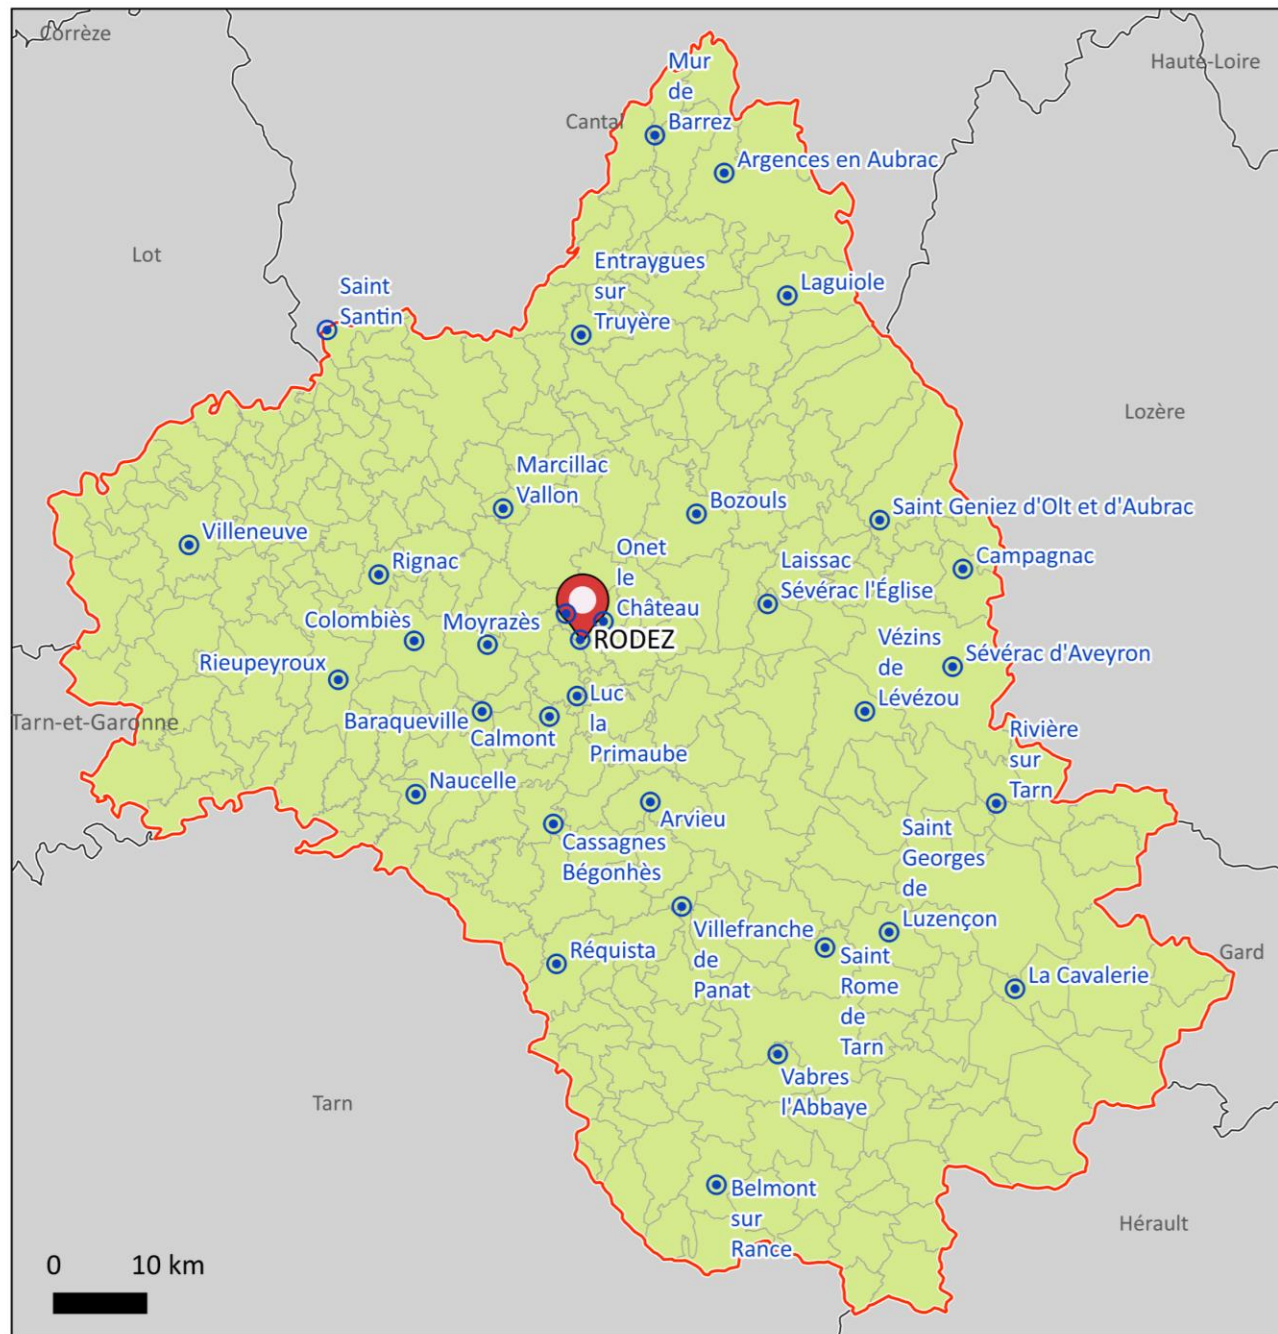 Corrèze
Haute-Loire
Mur
de
Barrez
Cantal
Argences en Aubrac
Lot
Entraygues
sur
Truyère
Laguiole
Saint
Santin
Lozère
Marcillac
Vallon
Bozouls
Saint Geniez d'Olt et d'Aubrac
Villeneuve
Rignac
Onet
le
Château
Laissac
Sévérac l'Église
Campagnac
Colombiès
Moyrazès
RODEZ
Vézins
de
Lévézou
Sévérac d'Aveyron
Rieupeyroux
Tarn-et-Garonne
Baraqueville
Calmont
Luc
la
Primaube
Rivière
sur
Tarn
Naucelle
Arvieu
Cassagnes
Bégonhès
Saint
Georges
de
Luzençon
Villefranche
de
Panat
Réquista
Saint
Rome
de
Tarn
La Cavalerie
Gard
Vabres
l'Abbaye
Tarn
Belmont
sur
Rance
Hérault
0 10 km